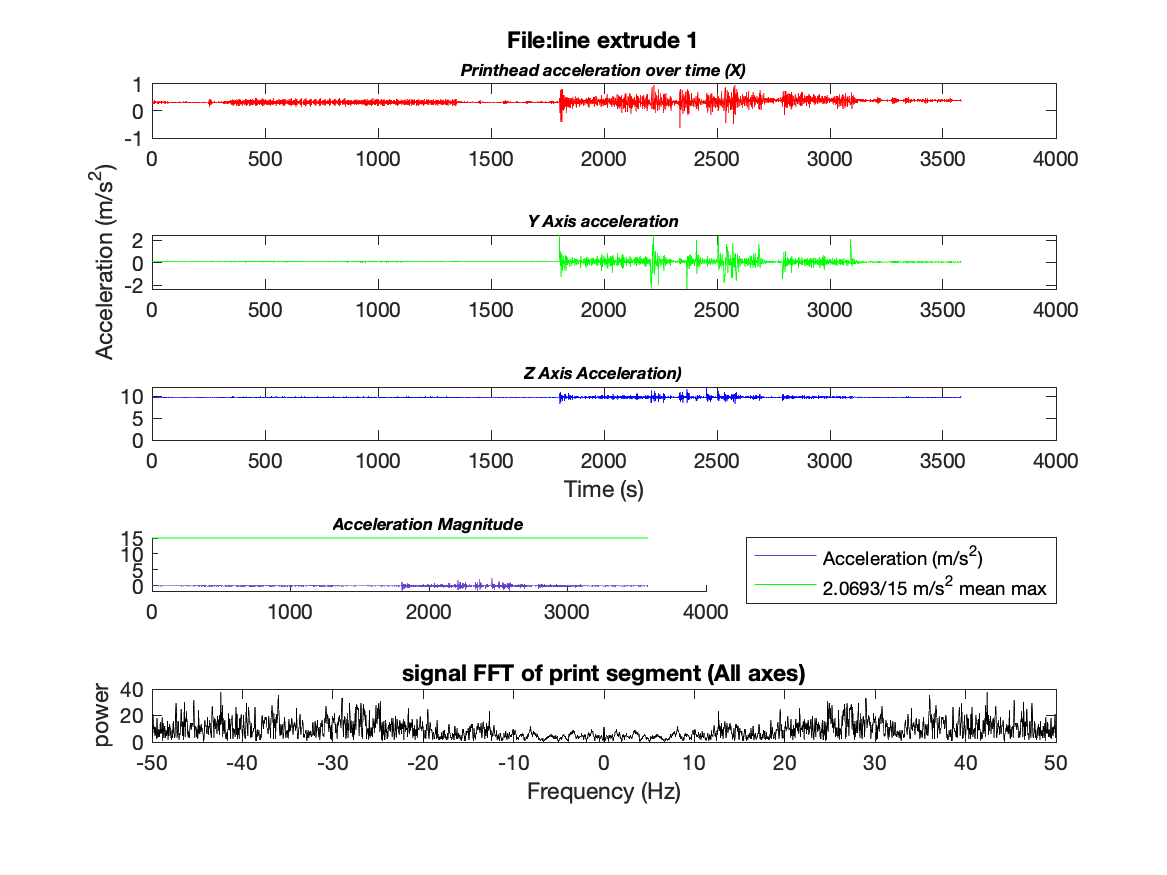 File:line extrude 1
Printhead acceleration over time (X)
1
0
-1
0 500 1000 1500 2000 2500 3000 3500 4000
Acceleration (m/s²)
Y Axis acceleration
2
0
-2
0 500 1000 1500 2000 2500 3000 3500 4000
Z Axis Acceleration)
10
5
0
0 500 1000 1500 2000 2500 3000 3500 4000
Time (s)
Acceleration Magnitude
15
10
5
0
0 1000 2000 3000 4000
Acceleration (m/s²)
2.0693/15 m/s² mean max
signal FFT of print segment (All axes)
power
40
20
0
-50 -40 -30 -20 -10 0 10 20 30 40 50
Frequency (Hz)